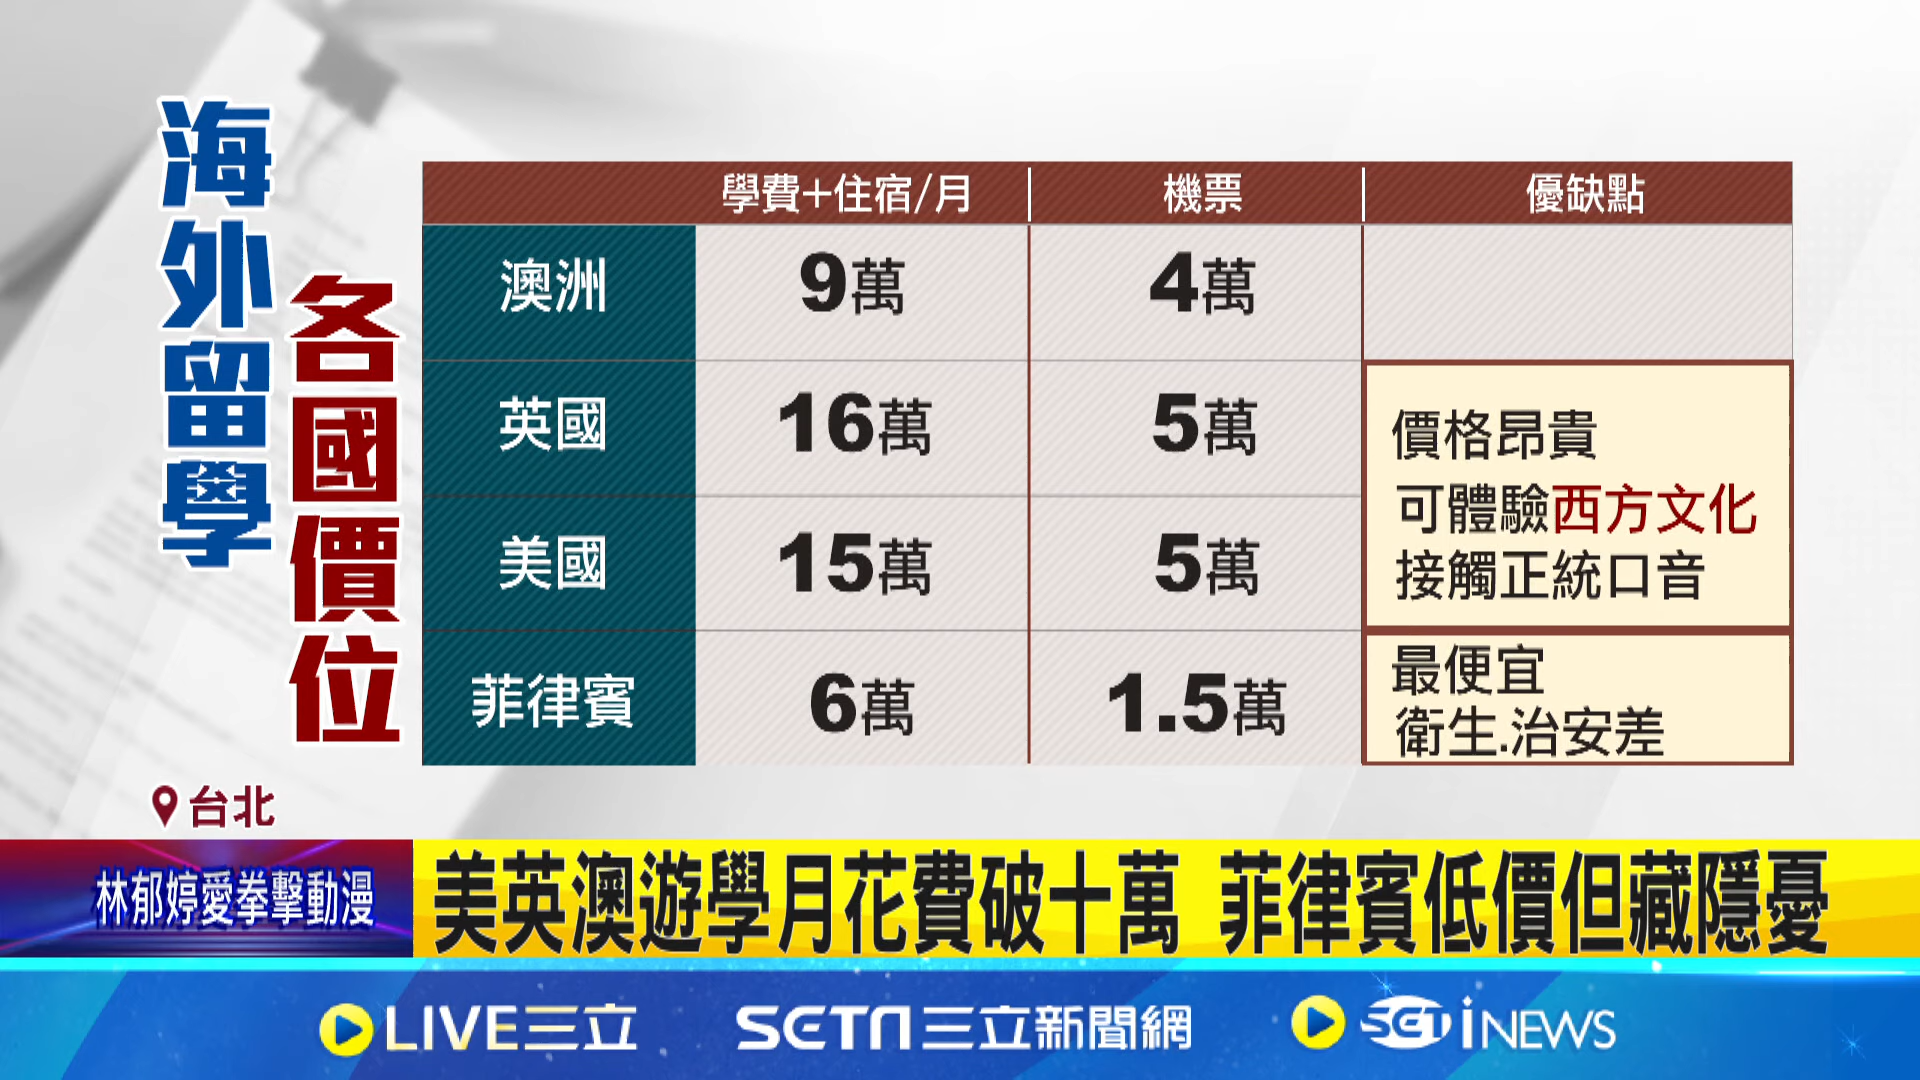 海外留學
各國價位
學費+住宿/月 機票 優缺點
澳洲 9萬 4萬
英國 16萬 5萬
美國 15萬 5萬
價格昂貴
可體驗西方文化
接觸正統口音
菲律賓 6萬 1.5萬
最便宜
衛生.治安差
台北
林郁婷愛拳擊動漫
美英澳遊學月花費破十萬 菲律賓低價但藏隱憂
LIVE三立
SETN三立新聞網
SET iNEWS